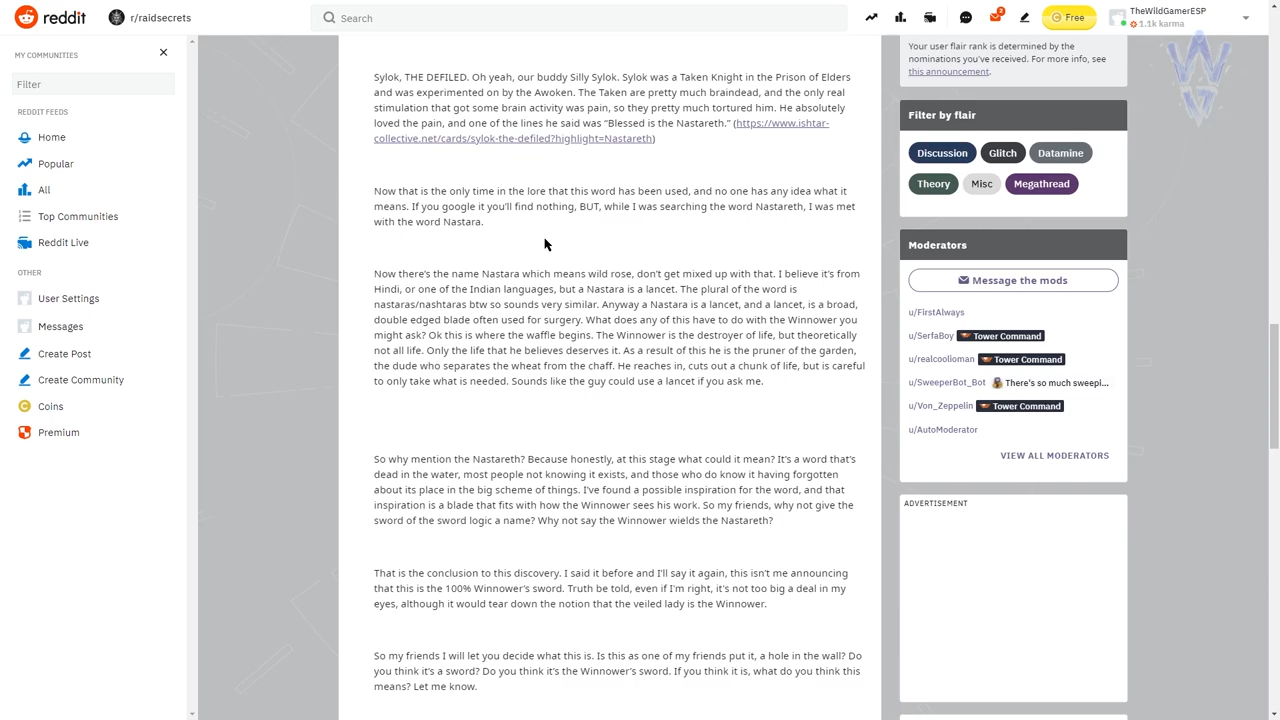 reddit
r/raidsecrets
Search
2
Free
TheWildGamerESP
1.1k karma
MY COMMUNITIES
Filter
REDDIT FEEDS
Home
Popular
All
Top Communities
Reddit Live
OTHER
User Settings
Messages
Create Post
Create Community
Coins
Premium
Sylok, THE DEFILED. Oh yeah, our buddy Silly Sylok. Sylok was a Taken Knight in the Prison of Elders
and was experimented on by the Awoken. The Taken are pretty much braindead, and the only real
stimulation that got some brain activity was pain, so they pretty much tortured him. He absolutely
loved the pain, and one of the lines he said was “Blessed is the Nastareth.” (https://www.ishtar-
collective.net/cards/sylok-the-defiled?highlight=Nastareth)
Now that is the only time in the lore that this word has been used, and no one has any idea what it
means. If you google it you’ll find nothing, BUT, while I was searching the word Nastareth, I was met
with the word Nastara.
Now there’s the name Nastara which means wild rose, don’t get mixed up with that. I believe it’s from
Hindi, or one of the Indian languages, but a Nastara is a lancet. The plural of the word is
nastaras/nashtaras btw so sounds very similar. Anyway a Nastara is a lancet, and a lancet, is a broad,
double edged blade often used for surgery. What does any of this have to do with the Winnower you
might ask? Ok this is where the waffle begins. The Winnower is the destroyer of life, but theoretically
not all life. Only the life that he believes deserves it. As a result of this he is the pruner of the garden,
the dude who separates the wheat from the chaff. He reaches in, cuts out a chunk of life, but is careful
to only take what is needed. Sounds like the guy could use a lancet if you ask me.
So why mention the Nastareth? Because honestly, at this stage what could it mean? It’s a word that’s
dead in the water, most people not knowing it exists, and those who do know it having forgotten
about its place in the big scheme of things. I’ve found a possible inspiration for the word, and that
inspiration is a blade that fits with how the Winnower sees his work. So my friends, why not give the
sword of the sword logic a name? Why not say the Winnower wields the Nastareth?
That is the conclusion to this discovery. I said it before and I’ll say it again, this isn’t me announcing
that this is the 100% Winnower’s sword. Truth be told, even if I’m right, it’s not too big a deal in my
eyes, although it would tear down the notion that the veiled lady is the Winnower.
So my friends I will let you decide what this is. Is this as one of my friends put it, a hole in the wall? Do
you think it’s a sword? Do you think it’s the Winnower’s sword. If you think it is, what do you think this
means? Let me know.
Your user flair rank is determined by the
nominations you've received. For more info, see
this announcement.
Filter by flair
Discussion
Glitch
Datamine
Theory
Misc
Megathread
Moderators
Message the mods
u/FirstAlways
u/SerfaBoy Tower Command
u/realcoolioman Tower Command
u/SweeperBot_Bot There's so much sweepi...
u/Von_Zeppelin Tower Command
u/AutoModerator
VIEW ALL MODERATORS
ADVERTISEMENT